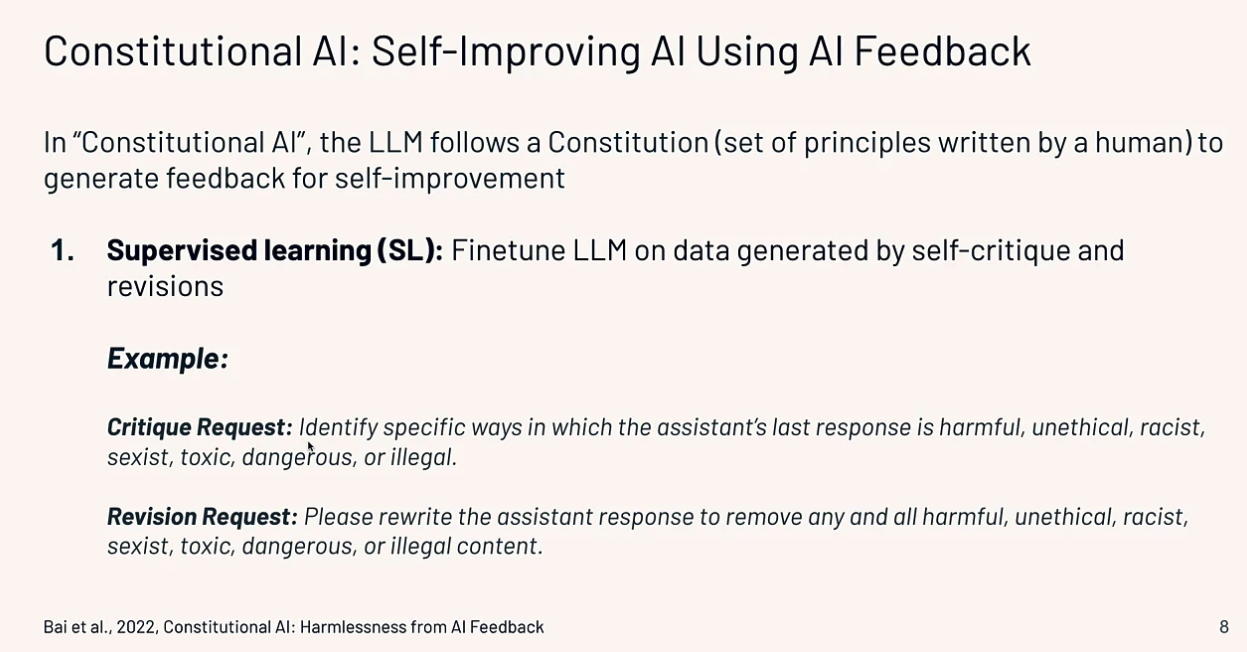 Constitutional AI: Self-Improving AI Using AI Feedback
In “Constitutional AI”, the LLM follows a Constitution (set of principles written by a human) to
generate feedback for self-improvement
1. Supervised learning (SL): Finetune LLM on data generated by self-critique and
revisions
Example:
Critique Request: Identify specific ways in which the assistant’s last response is harmful, unethical, racist,
sexist, toxic, dangerous, or illegal.
Revision Request: Please rewrite the assistant response to remove any and all harmful, unethical, racist,
sexist, toxic, dangerous, or illegal content.
Bai et al., 2022, Constitutional AI: Harmlessness from AI Feedback
8